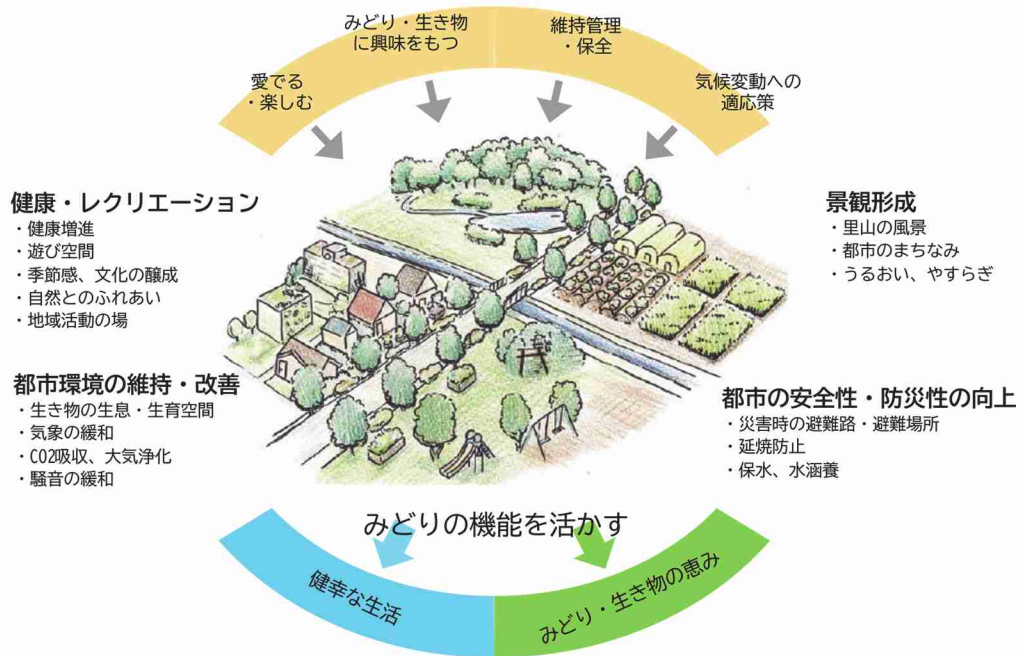 みどり・生き物
に興味をもつ
維持管理
・保全
愛でる
・楽しむ
気候変動への
適応策
健康・レクリエーション
・健康増進
・遊び空間
・季節感、文化の醸成
・自然とのふれあい
・地域活動の場
景観形成
・里山の風景
・都市のまちなみ
・うるおい、やすらぎ
都市環境の維持・改善
・生き物の生息・生育空間
・気象の緩和
・CO2吸収、大気浄化
・騒音の緩和
都市の安全性・防災性の向上
・災害時の避難路・避難場所
・延焼防止
・保水、水涵養
みどりの機能を活かす
健幸な生活
みどり・生き物の恵み